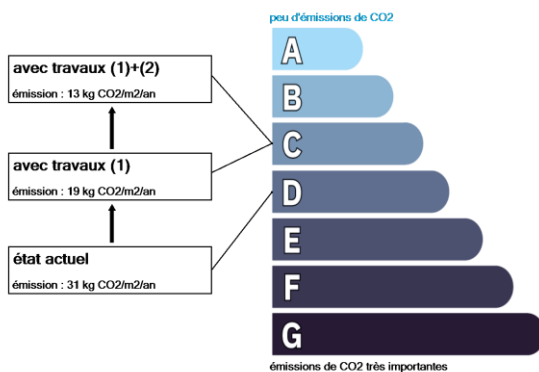 peu d'émissions de CO2
avec travaux (1)+(2)
émission : 13 kg CO2/m2/an
avec travaux (1)
émission : 19 kg CO2/m2/an
état actuel
émission : 31 kg CO2/m2/an
A
B
C
D
E
F
G
émissions de CO2 très importantes